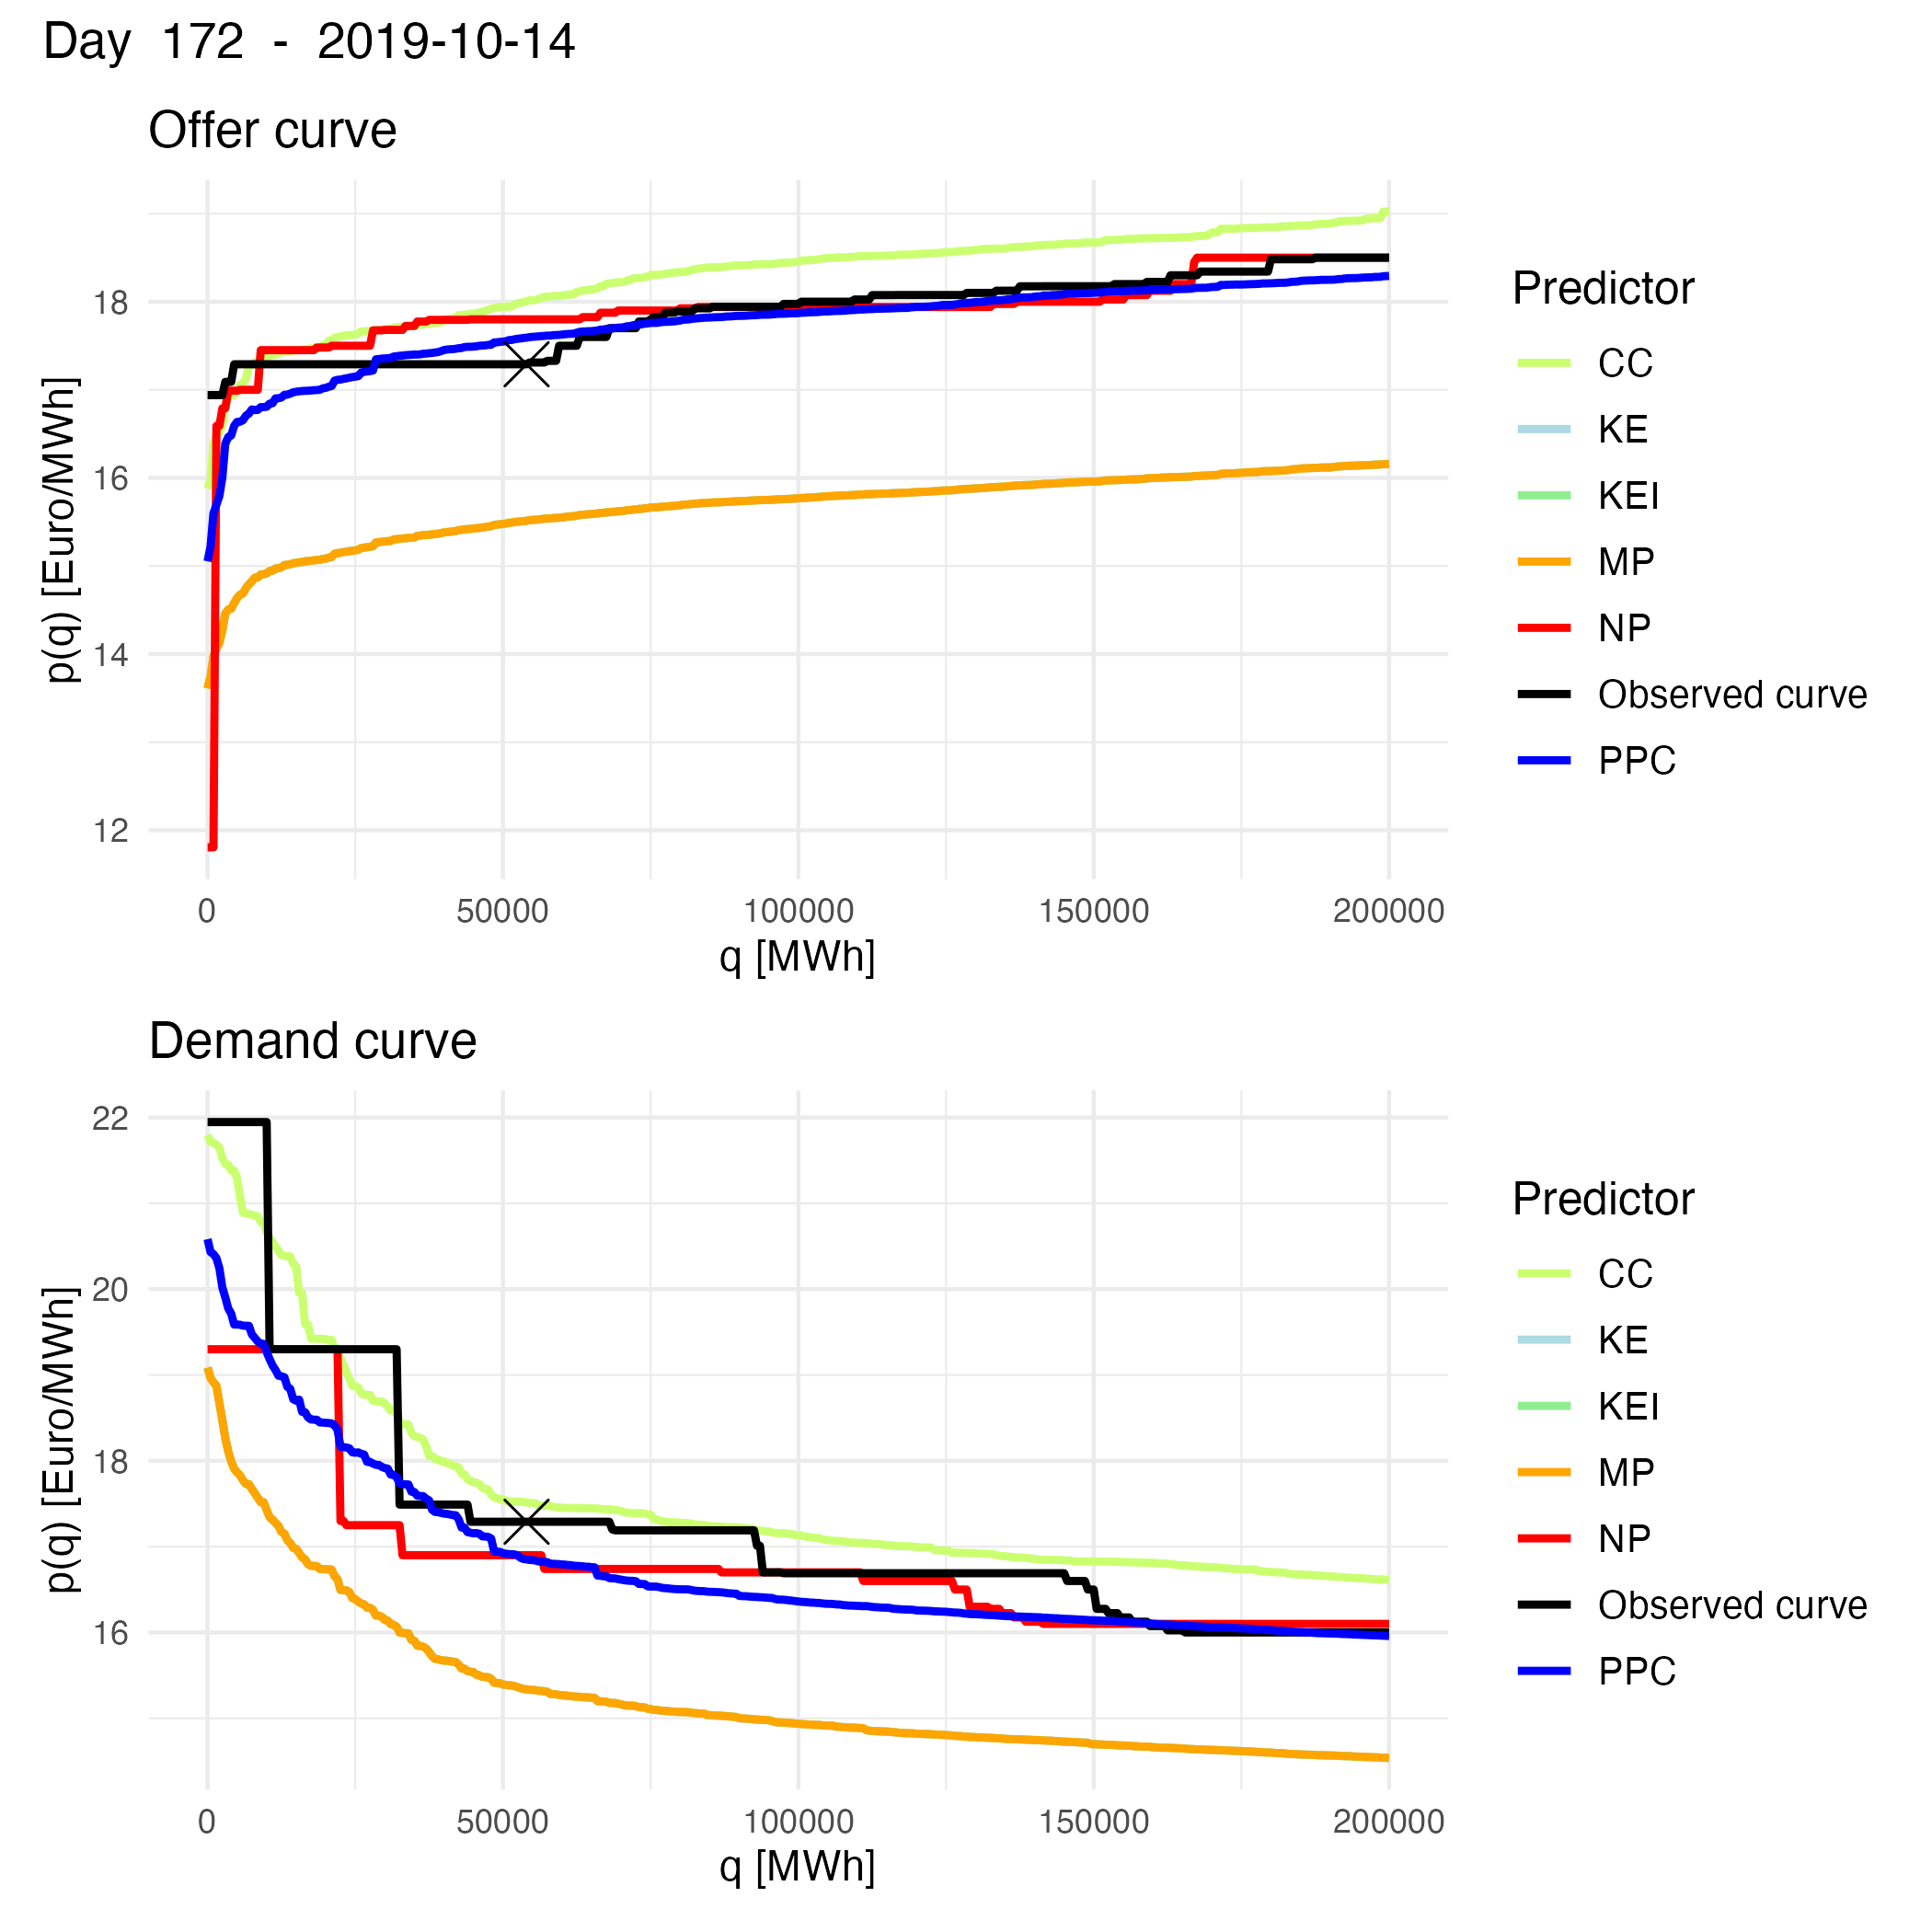 Day 172 - 2019-10-14
Offer curve
p(q) [Euro/MWh]
18
16
14
12
0 50000 100000 150000 200000
q [MWh]
Predictor
CC
KE
KEI
MP
NP
Observed curve
PPC
Demand curve
p(q) [Euro/MWh]
22
20
18
16
0 50000 100000 150000 200000
q [MWh]
Predictor
CC
KE
KEI
MP
NP
Observed curve
PPC